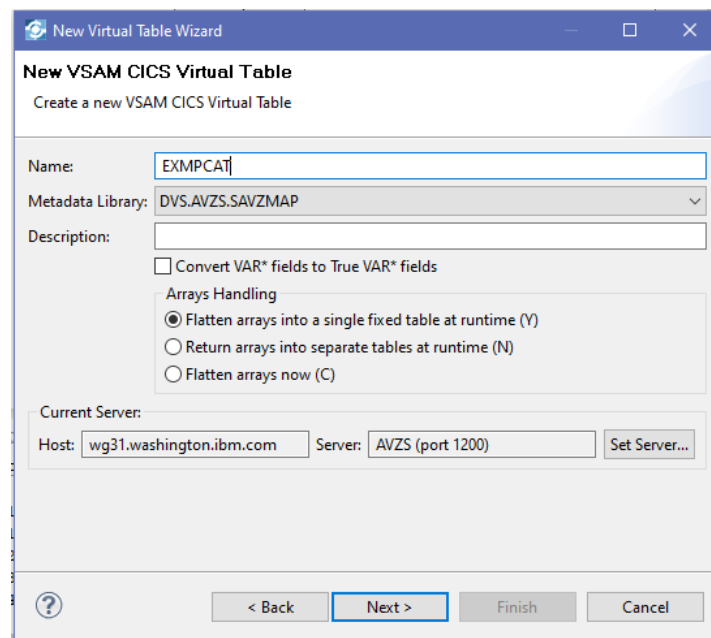 New Virtual Table Wizard
New VSAM CICS Virtual Table
Create a new VSAM CICS Virtual Table
Name: EXMPCAT
Metadata Library: DVS.AVZS.SAVZMAP
Description:
Convert VAR* fields to True VAR* fields
Arrays Handling
Flatten arrays into a single fixed table at runtime (Y)
Return arrays into separate tables at runtime (N)
Flatten arrays now (C)
Current Server:
Host: wg31.washington.ibm.com Server: AVZS (port 1200) Set Server...
? < Back Next > Finish Cancel